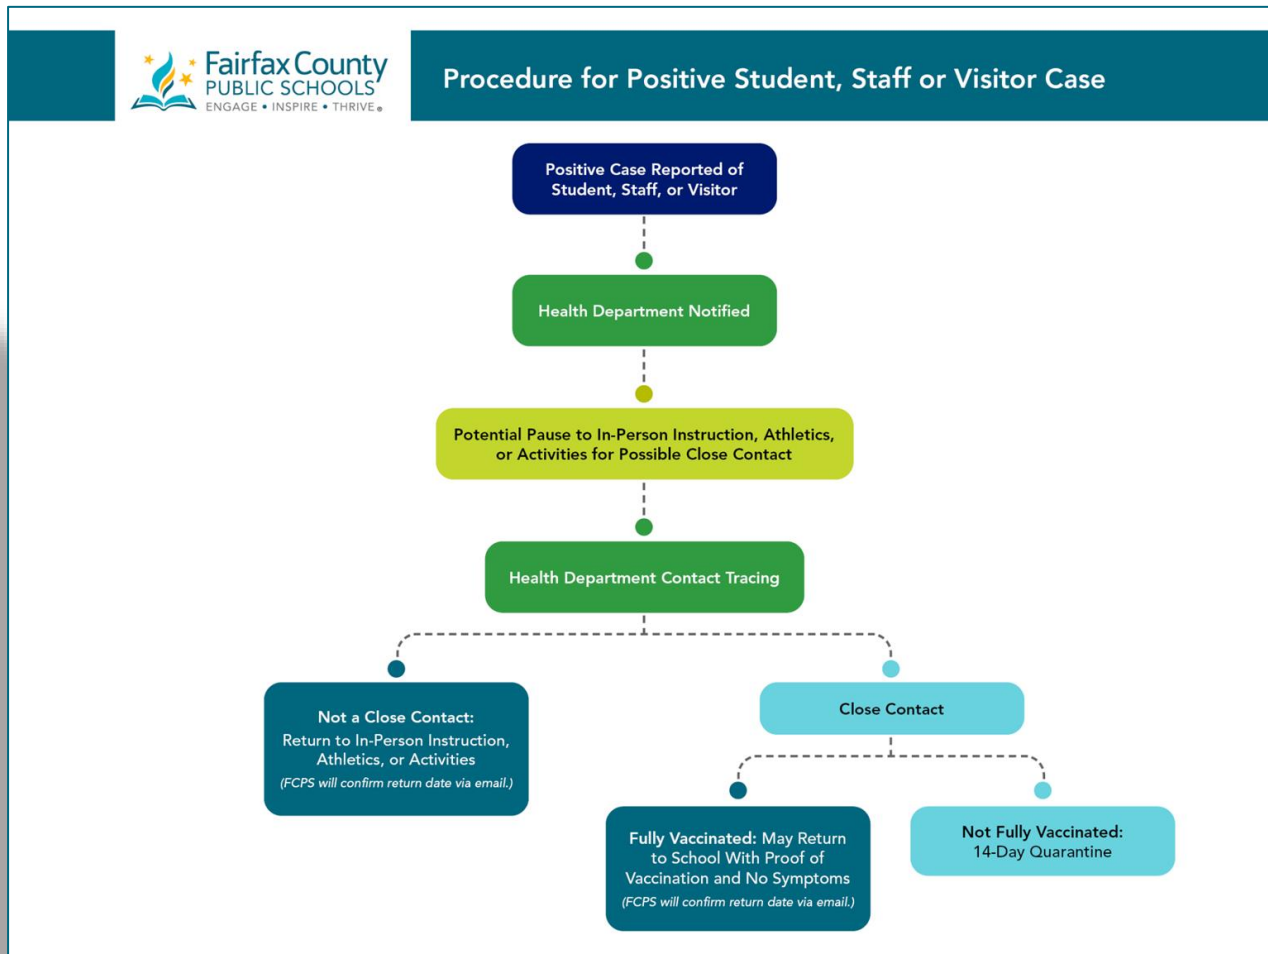 Fairfax County
PUBLIC SCHOOLS
ENGAGE • INSPIRE • THRIVE®
Procedure for Positive Student, Staff or Visitor Case
Positive Case Reported of
Student, Staff, or Visitor
Health Department Notified
Potential Pause to In-Person Instruction, Athletics,
or Activities for Possible Close Contact
Health Department Contact Tracing
Not a Close Contact:
Return to In-Person Instruction,
Athletics, or Activities
(FCPS will confirm return date via email.)
Close Contact
Fully Vaccinated: May Return
to School With Proof of
Vaccination and No Symptoms
(FCPS will confirm return date via email.)
Not Fully Vaccinated:
14-Day Quarantine